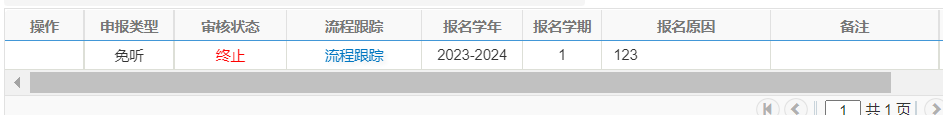 操作 申报类型 审核状态 流程跟踪 报名学年 报名学期 报名原因 备注
免听 终止 流程跟踪 2023-2024 1 123
1 共 1 页